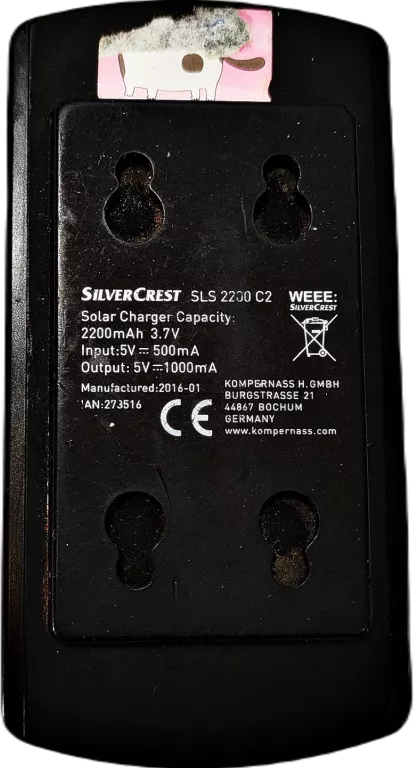 SILVERCREST SLS 2200 C2
WEEE:
SILVERCREST
Solar Charger Capacity:
2200mAh 3.7V
Input:5V⎓500mA
Output: 5V⎓1000mA
Manufactured:2016-01
IAN:273516
CE
KOMPERNASS H. GMBH
BURGSTRASSE 21
44867 BOCHUM
GERMANY
www.kompernass.com